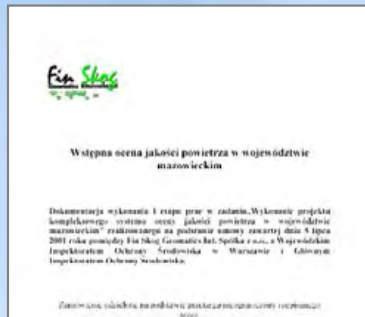 Fin Skog
Wstępna ocena jakości powietrza w województwie
mazowieckim
Dokumentacja wykonania I etapu prac w zadaniu „Wykonanie projektu
kompleksowego systemu oceny jakości powietrza w województwie
mazowieckim" realizowanego na podstawie umowy zawartej dnia 5 lipca
2001 roku pomiędzy Fin Skog Geomatics Int. Spółka z o.o., a Wojewódzkim
Inspektoratem Ochrony Środowiska w Warszawie i Głównym
Inspektoratem Ochrony Środowiska.